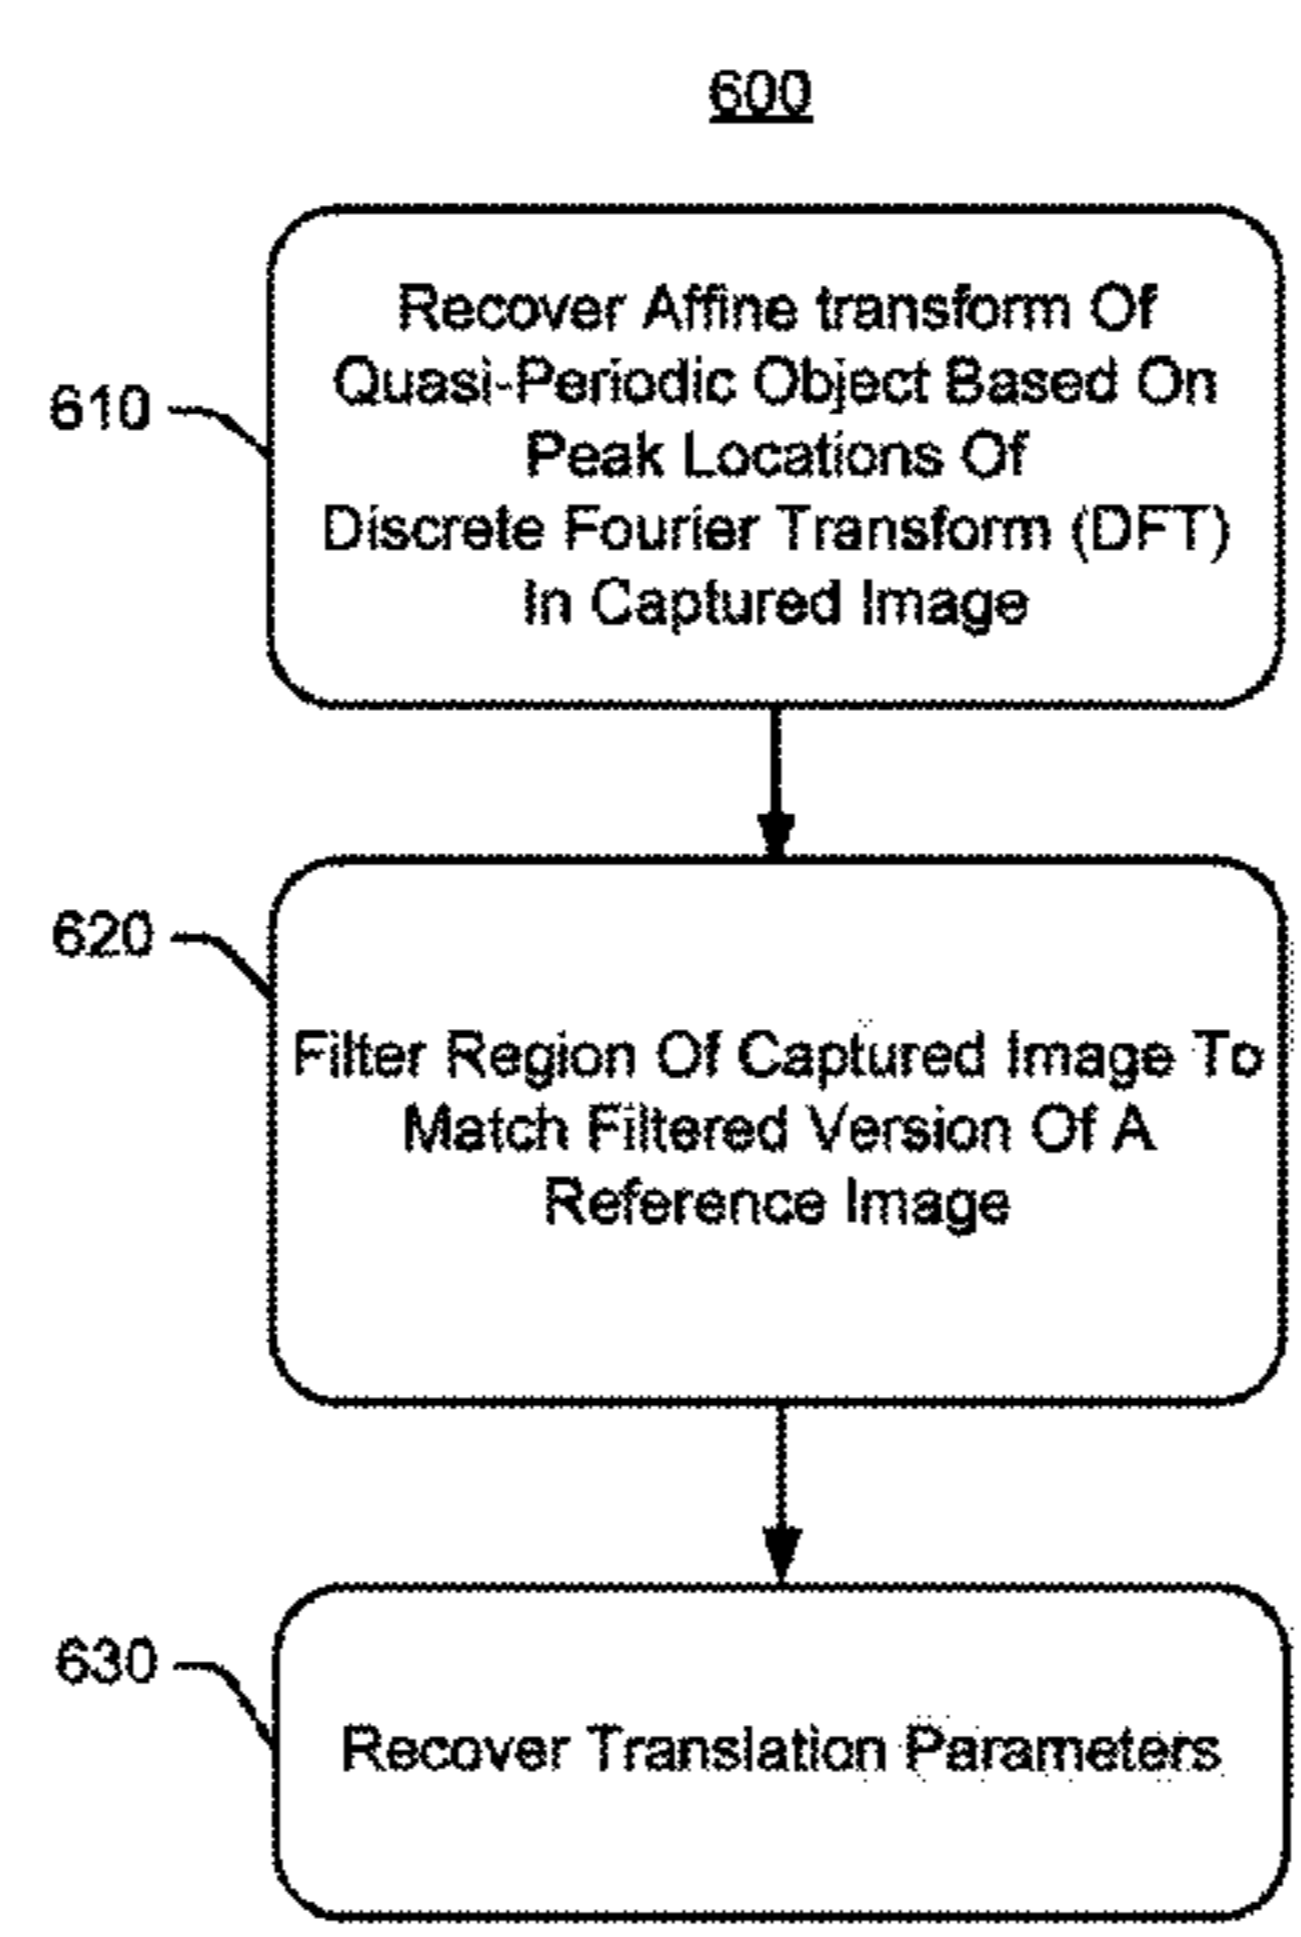 600
610
Recover Affine transform Of
Quasi-Periodic Object Based On
Peak Locations Of
Discrete Fourier Transform (DFT)
In Captured Image
620
Filter Region Of Captured Image To
Match Filtered Version Of A
Reference Image
630
Recover Translation Parameters